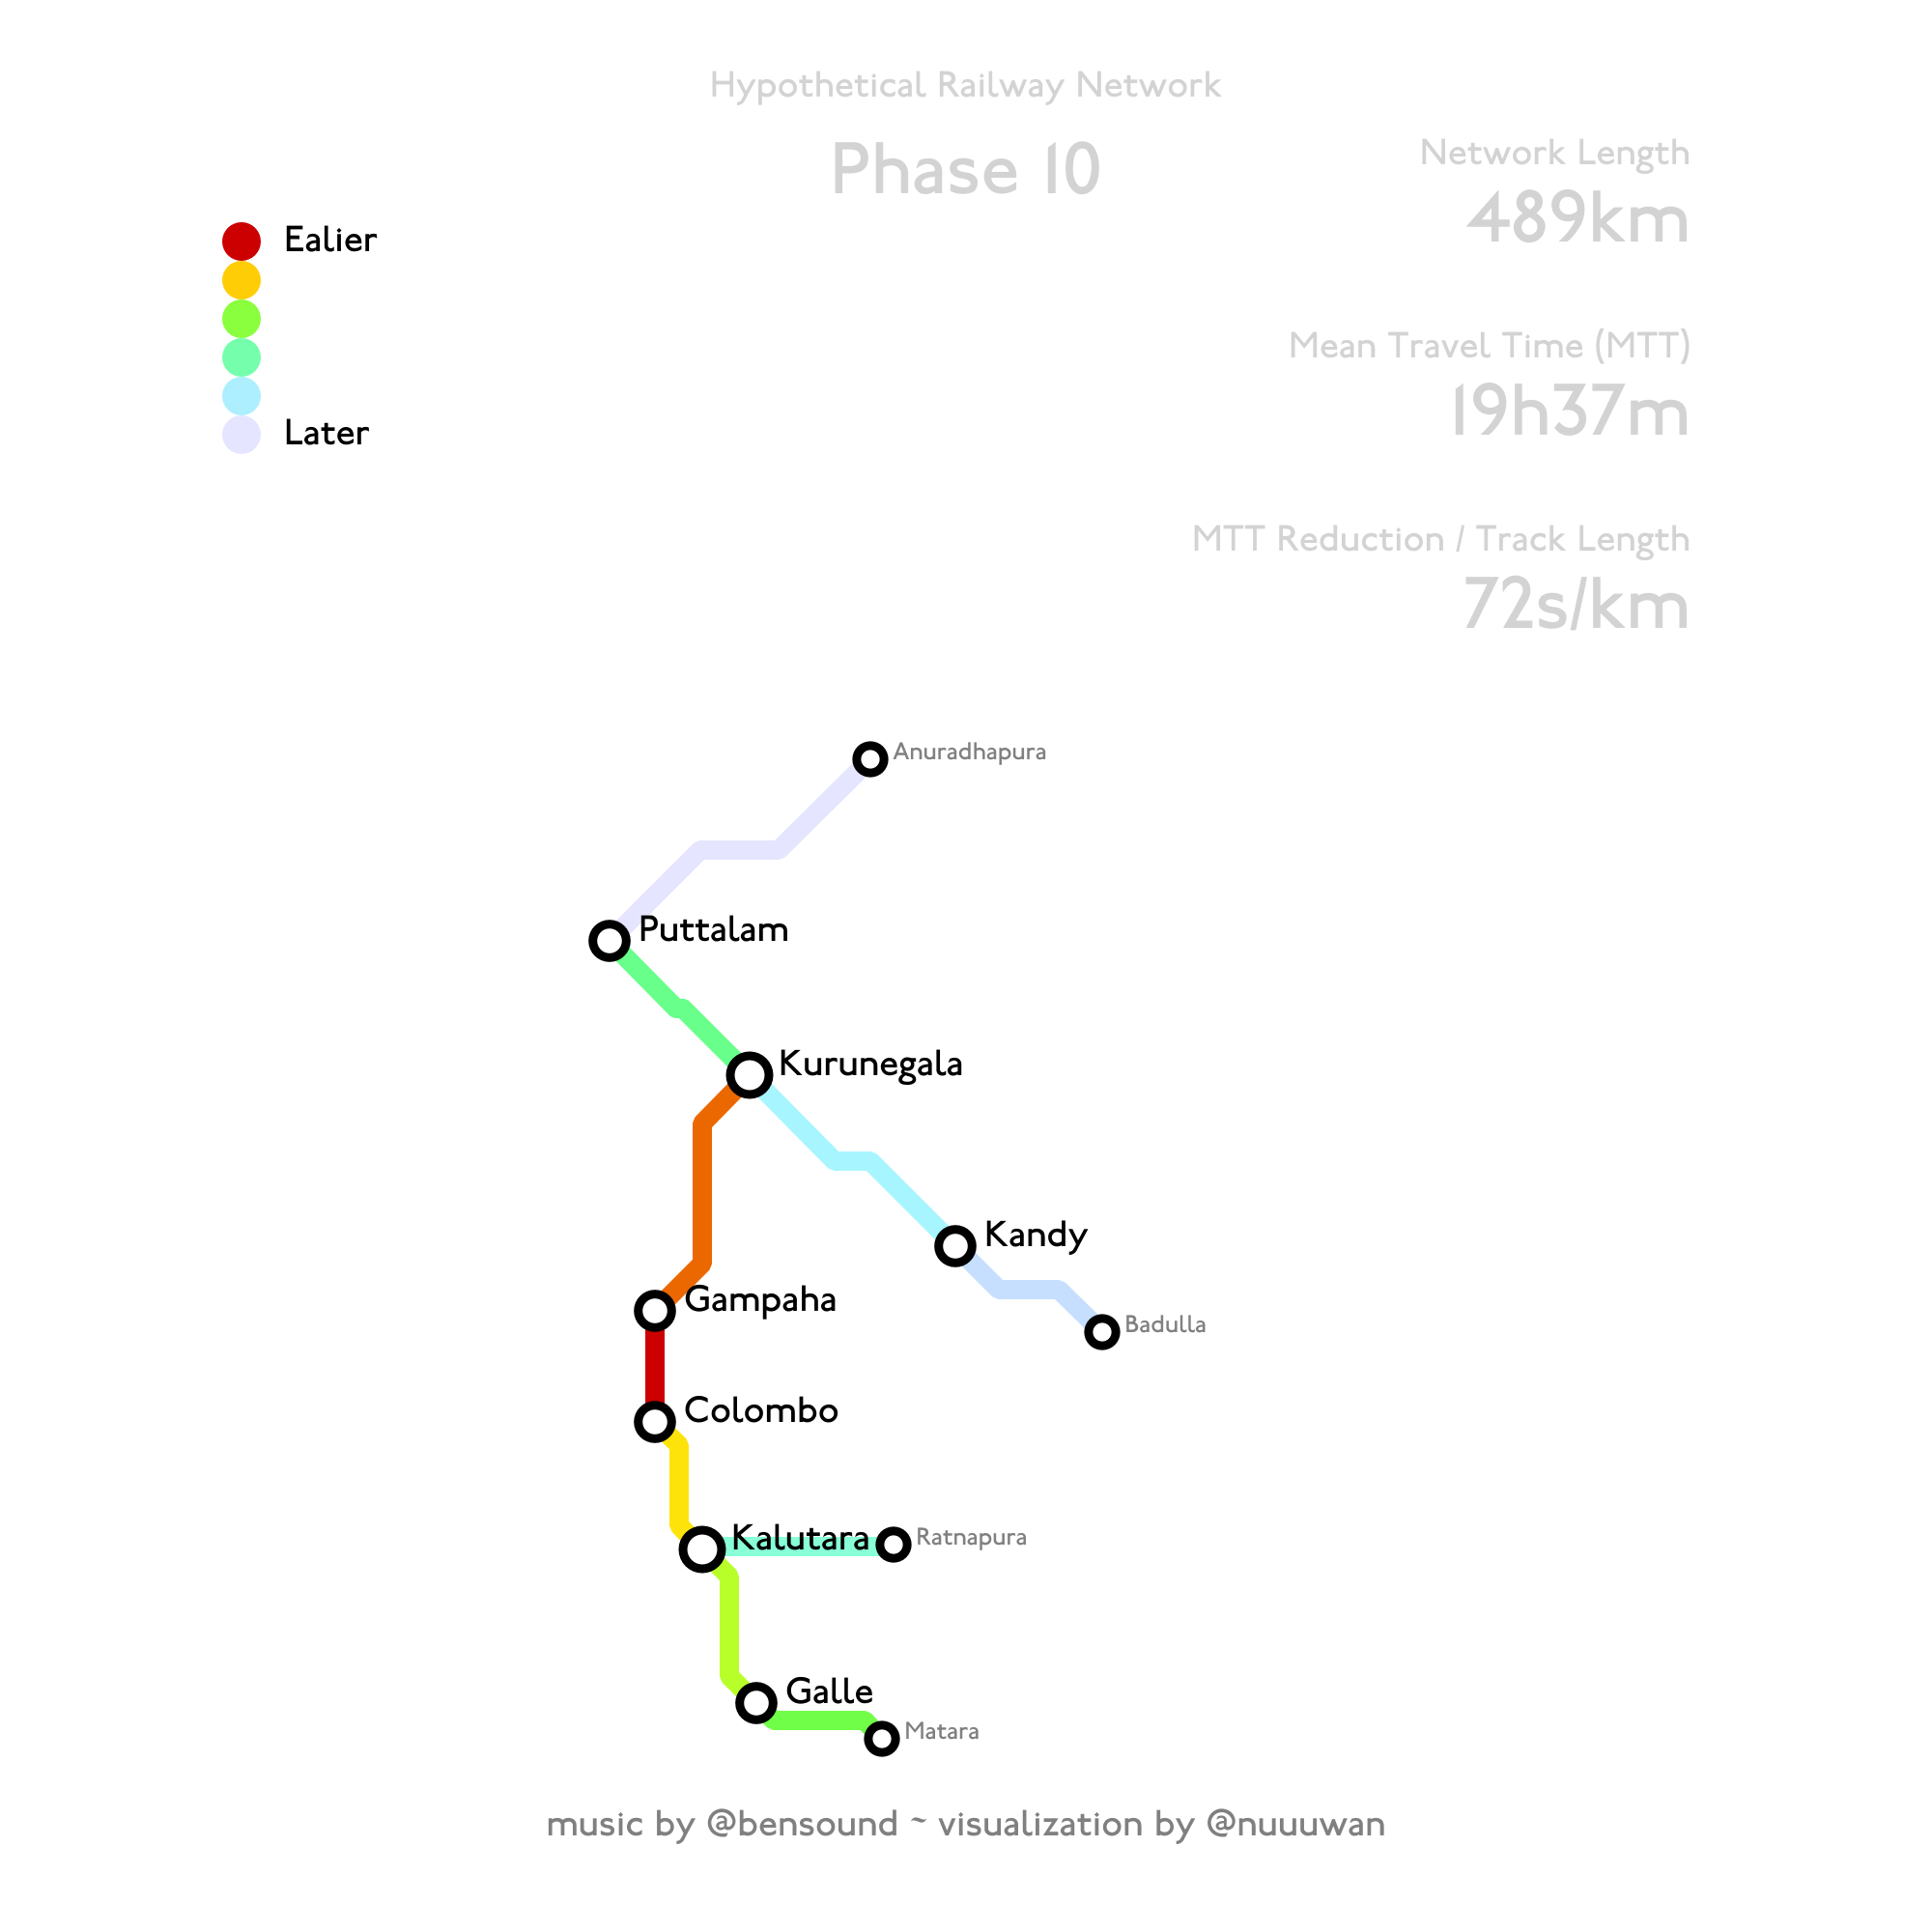 Hypothetical Railway Network
Phase 10
Network Length
489km
Mean Travel Time (MTT)
19h37m
MTT Reduction / Track Length
72s/km
Ealier
Later
Anuradhapura
Puttalam
Kurunegala
Kandy
Gampaha
Badulla
Colombo
Kalutara
Ratnapura
Galle
Matara
music by @bensound ~ visualization by @nuuuwan